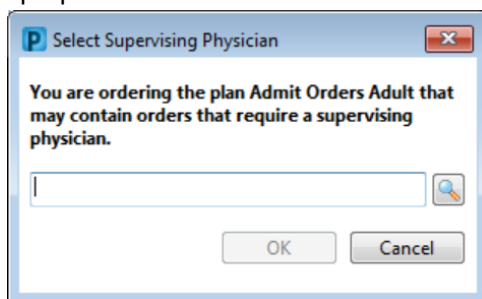 P Select Supervising Physician
You are ordering the plan Admit Orders Adult that
may contain orders that require a supervising
physician.
OK Cancel